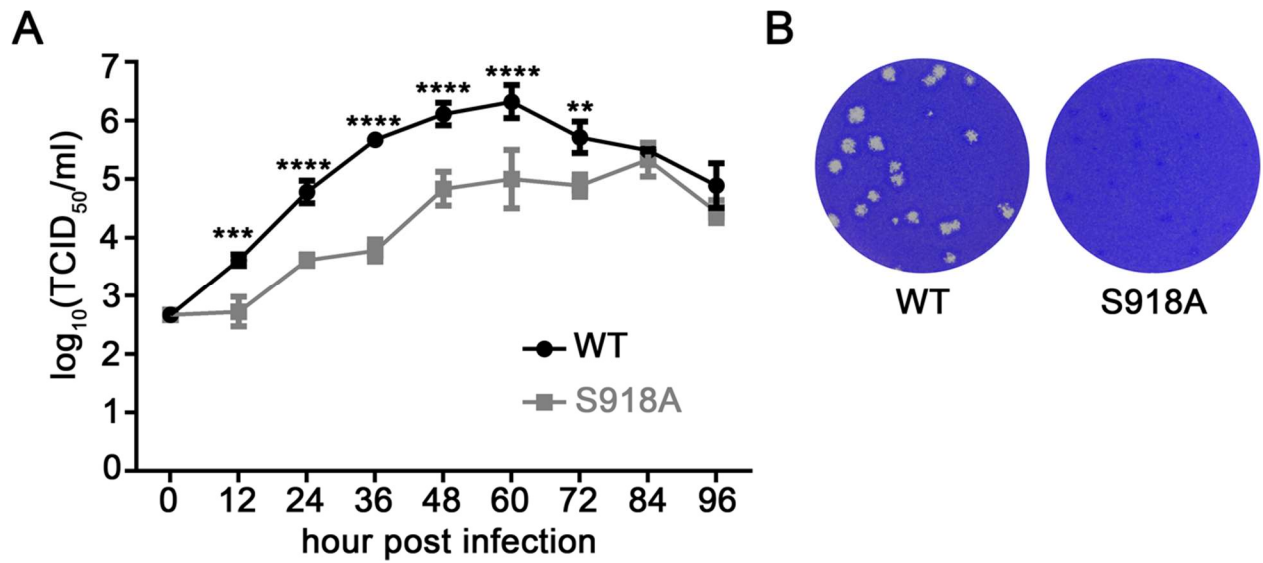 A
7
6
5
4
3
2
1
0
log10(TCID50/ml)
***
****
****
****
****
**
WT
S918A
0 12 24 36 48 60 72 84 96
hour post infection
B
WT S918A